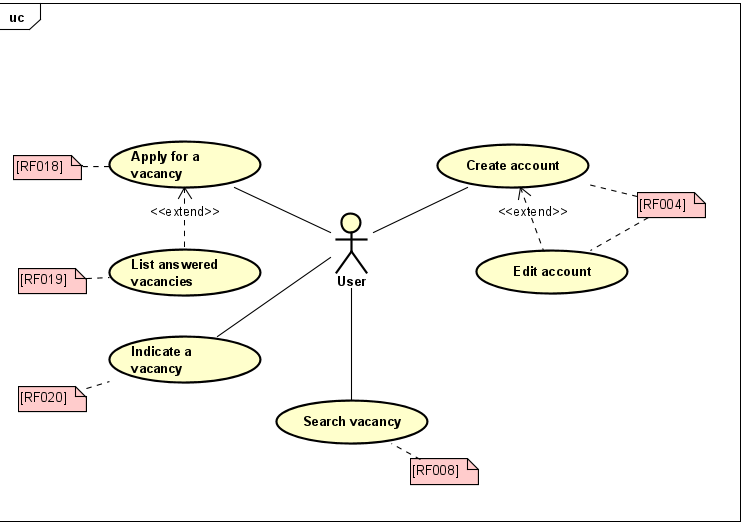 uc
Apply for a
vacancy
[RF018]
Create account
<<extend>>
<<extend>>
[RF004]
List answered
vacancies
[RF019]
User
Edit account
Indicate a
vacancy
[RF020]
Search vacancy
[RF008]